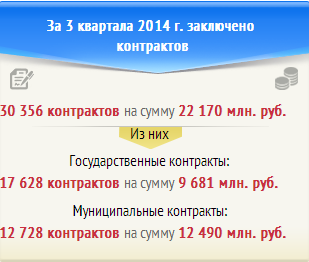 За 3 квартала 2014 г. заключено
контрактов
30 356 контрактов на сумму 22 170 млн. руб.
Из них
Государственные контракты:
17 628 контрактов на сумму 9 681 млн. руб.
Муниципальные контракты:
12 728 контрактов на сумму 12 490 млн. руб.